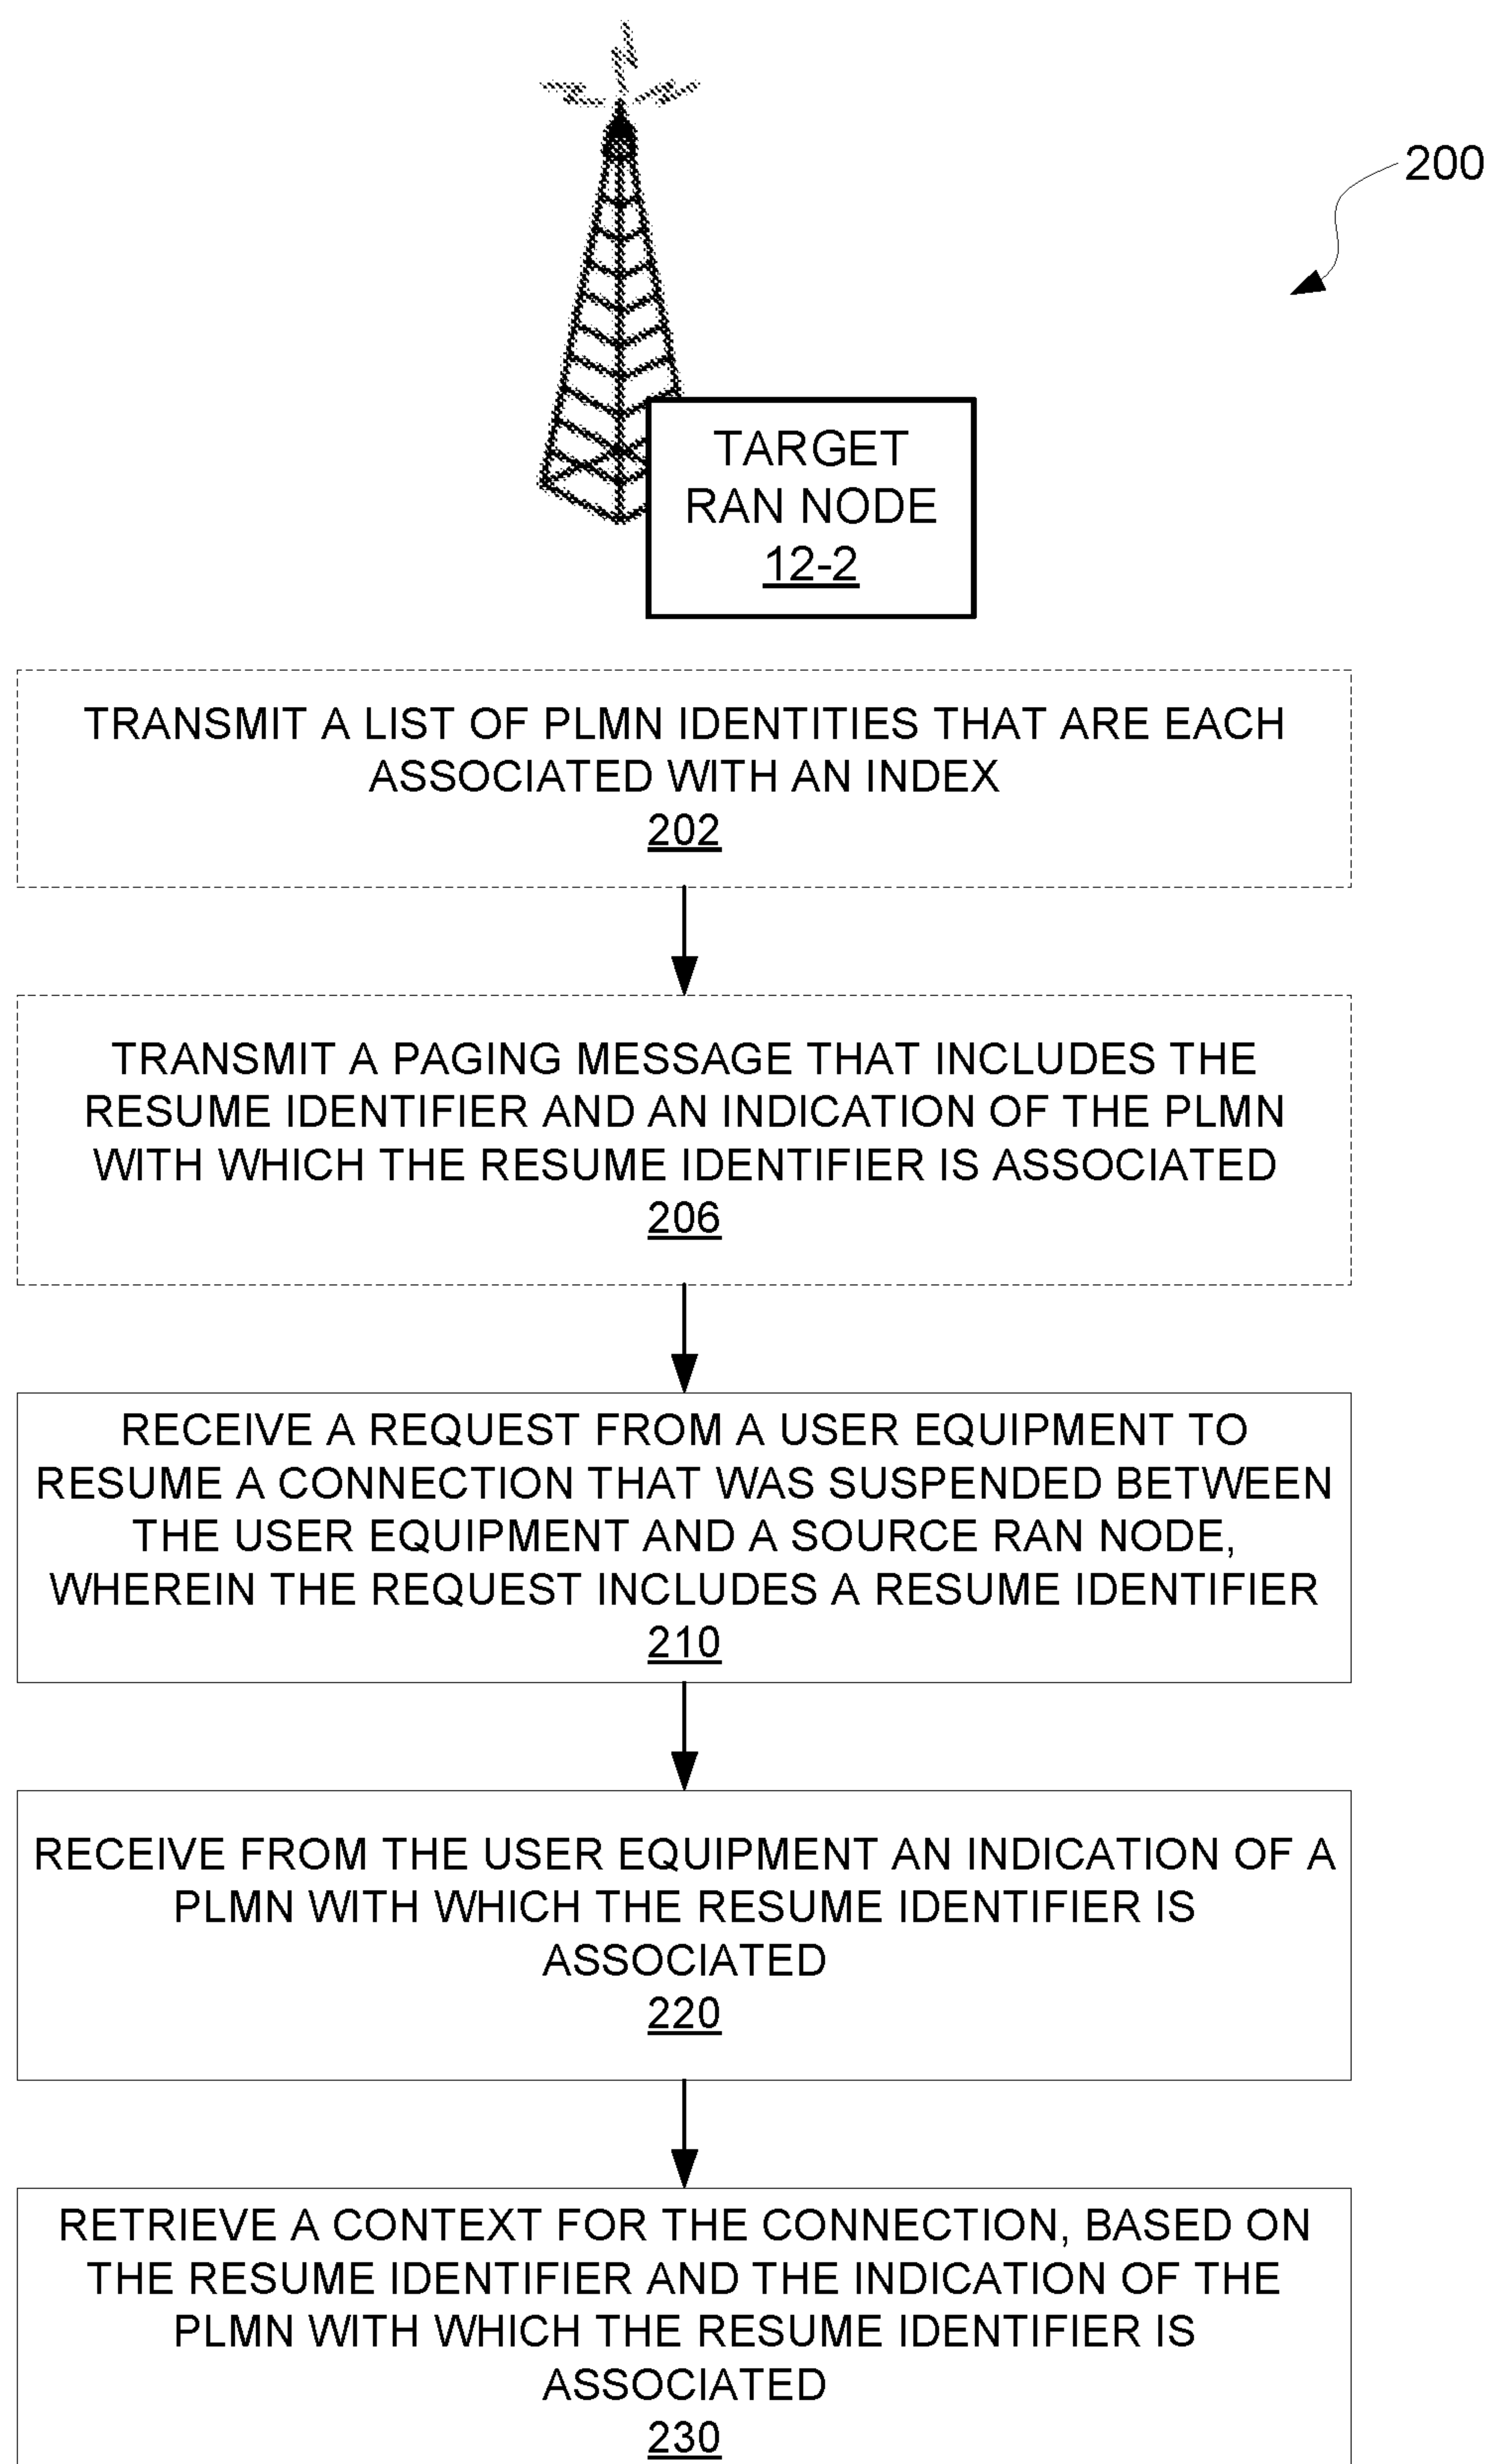 200
TARGET
RAN NODE
12-2
TRANSMIT A LIST OF PLMN IDENTITIES THAT ARE EACH
ASSOCIATED WITH AN INDEX
202
TRANSMIT A PAGING MESSAGE THAT INCLUDES THE
RESUME IDENTIFIER AND AN INDICATION OF THE PLMN
WITH WHICH THE RESUME IDENTIFIER IS ASSOCIATED
206
RECEIVE A REQUEST FROM A USER EQUIPMENT TO
RESUME A CONNECTION THAT WAS SUSPENDED BETWEEN
THE USER EQUIPMENT AND A SOURCE RAN NODE,
WHEREIN THE REQUEST INCLUDES A RESUME IDENTIFIER
210
RECEIVE FROM THE USER EQUIPMENT AN INDICATION OF A
PLMN WITH WHICH THE RESUME IDENTIFIER IS
ASSOCIATED
220
RETRIEVE A CONTEXT FOR THE CONNECTION, BASED ON
THE RESUME IDENTIFIER AND THE INDICATION OF THE
PLMN WITH WHICH THE RESUME IDENTIFIER IS
ASSOCIATED
230